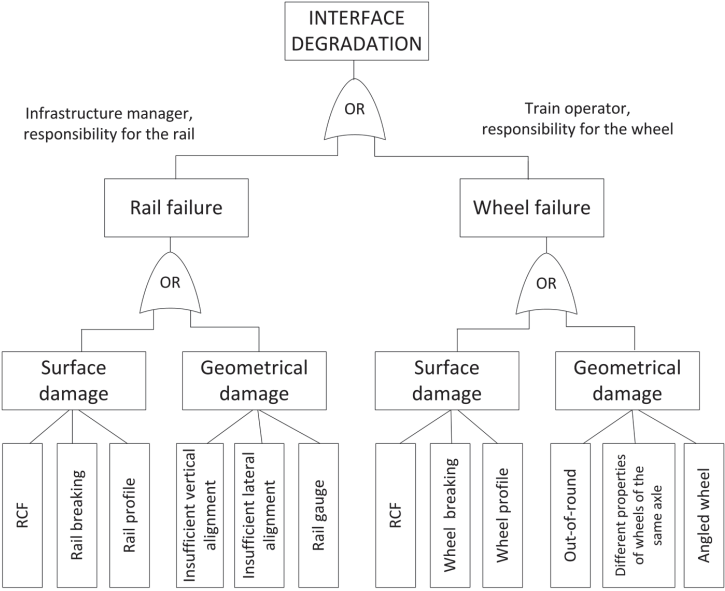 INTERFACE
DEGRADATION
OR
Infrastructure manager,
responsibility for the rail
Train operator,
responsibility for the wheel
Rail failure
Wheel failure
OR
OR
Surface
damage
Geometrical
damage
Surface
damage
Geometrical
damage
RCF
Rail breaking
Rail profile
Insufficient vertical
alignment
Insufficient lateral
alignment
Rail gauge
RCF
Wheel breaking
Wheel profile
Out-of-round
Different properties
of wheels of the
same axle
Angled wheel